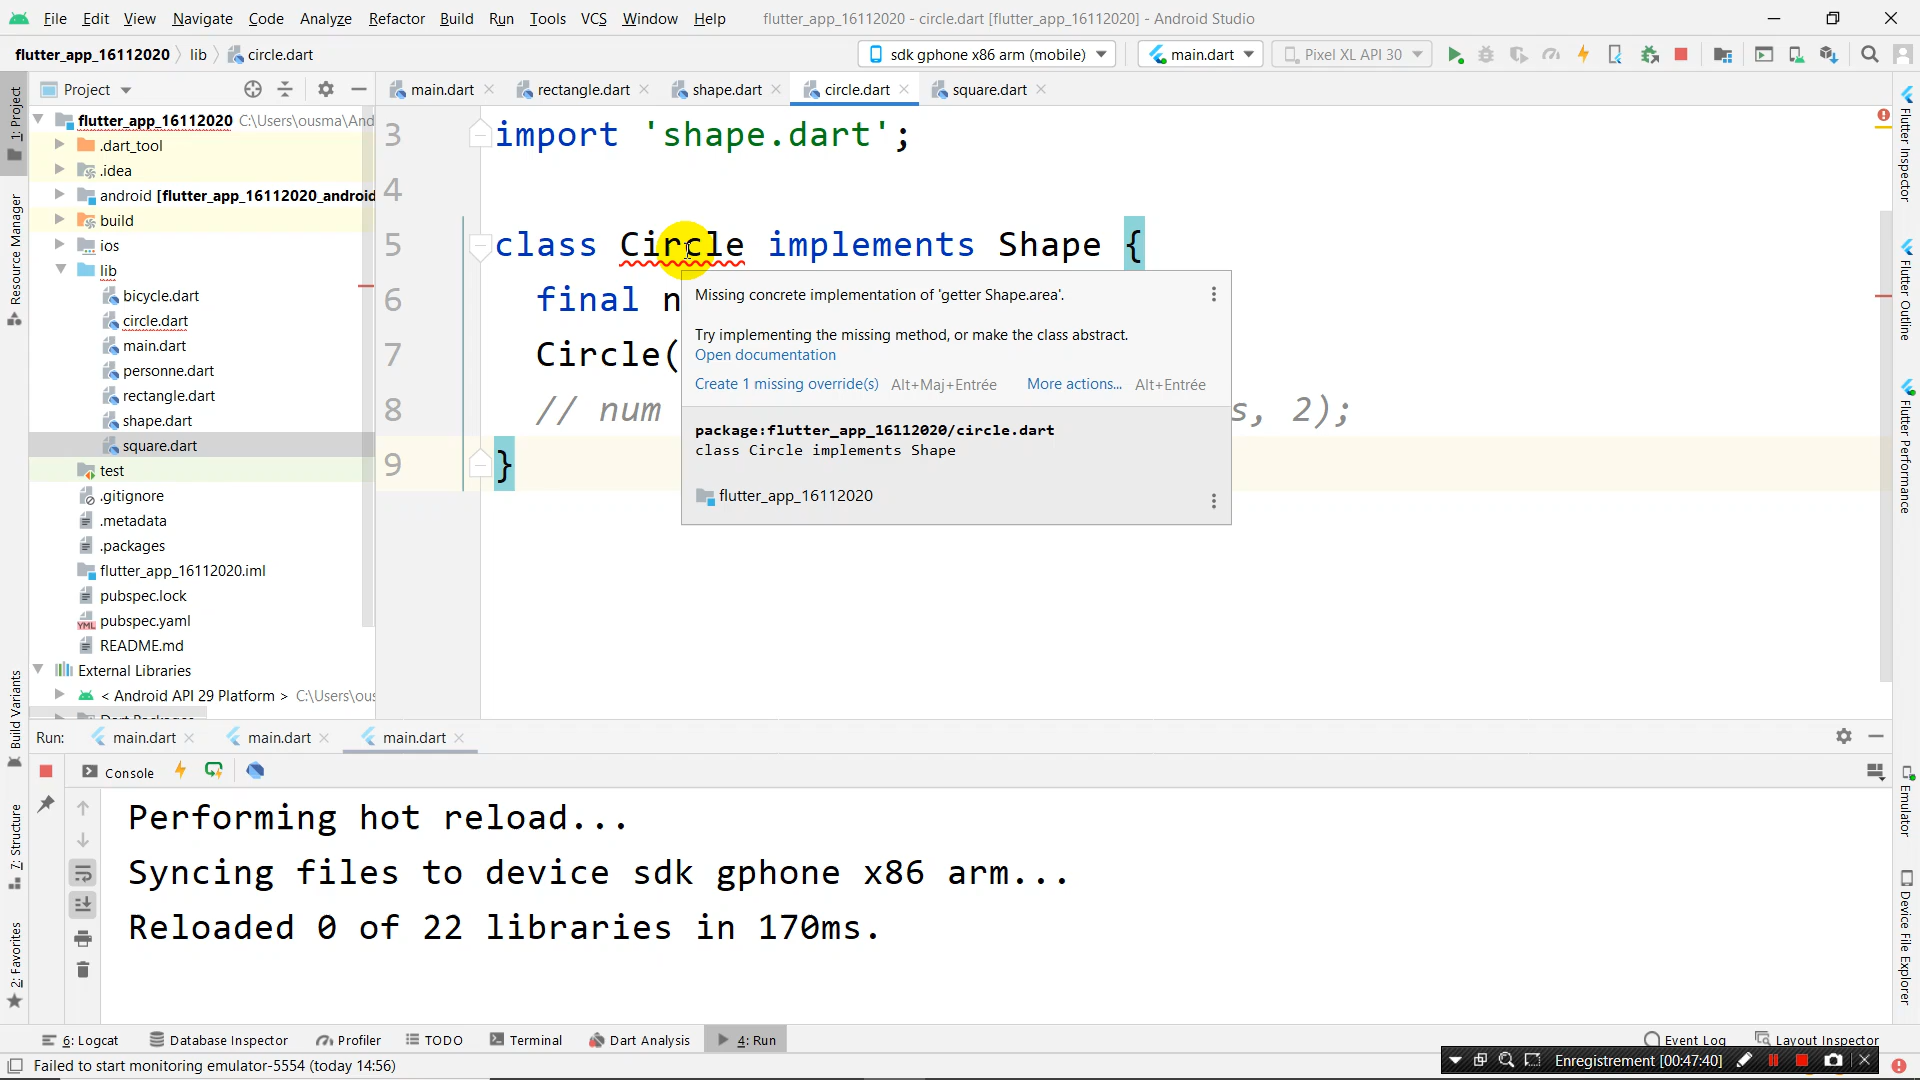 File Edit View Navigate Code Analyze Refactor Build Run Tools VCS Window Help flutter_app_16112020 - circle.dart [flutter_app_16112020] - Android Studio
flutter_app_16112020 lib circle.dart sdk gphone x86 arm (mobile) main.dart Pixel XL API 30
Project main.dart rectangle.dart shape.dart circle.dart square.dart
1: Project
Resource Manager
Build Variants
7: Structure
2: Favorites
flutter_app_16112020 C:\Users\ousma\And
.dart_tool
.idea
android [flutter_app_16112020_android
build
ios
lib
bicycle.dart
circle.dart
main.dart
personne.dart
rectangle.dart
shape.dart
square.dart
test
.gitignore
.metadata
.packages
flutter_app_16112020.iml
pubspec.lock
pubspec.yaml
README.md
External Libraries
< Android API 29 Platform > C:\Users\ous
3 import 'shape.dart';
4
5 class Circle implements Shape {
6 final n
7 Circle(
8 // num s, 2);
9 }
Missing concrete implementation of 'getter Shape.area'.
Try implementing the missing method, or make the class abstract.
Open documentation
Create 1 missing override(s) Alt+Maj+Entrée More actions... Alt+Entrée
package:flutter_app_16112020/circle.dart
class Circle implements Shape
flutter_app_16112020
Flutter Inspector
Flutter Outline
Flutter Performance
Emulator
Device File Explorer
Run: main.dart main.dart main.dart
Console
Performing hot reload...
Syncing files to device sdk gphone x86 arm...
Reloaded 0 of 22 libraries in 170ms.
6: Logcat Database Inspector Profiler TODO Terminal Dart Analysis 4: Run Event Log Layout Inspector
Failed to start monitoring emulator-5554 (today 14:56)
Enregistrement [00:47:40]